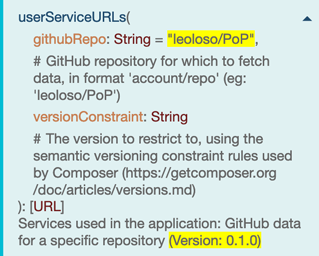 userServiceURLs(
githubRepo: String = "leoloso/PoP",
# GitHub repository for which to fetch
data, in format 'account/repo' (eg:
'leoloso/PoP')
versionConstraint: String
# The version to restrict to, using the
semantic versioning constraint rules used
by Composer (https://getcomposer.org
/doc/articles/versions.md)
): [URL]
Services used in the application: GitHub data
for a specific repository (Version: 0.1.0)